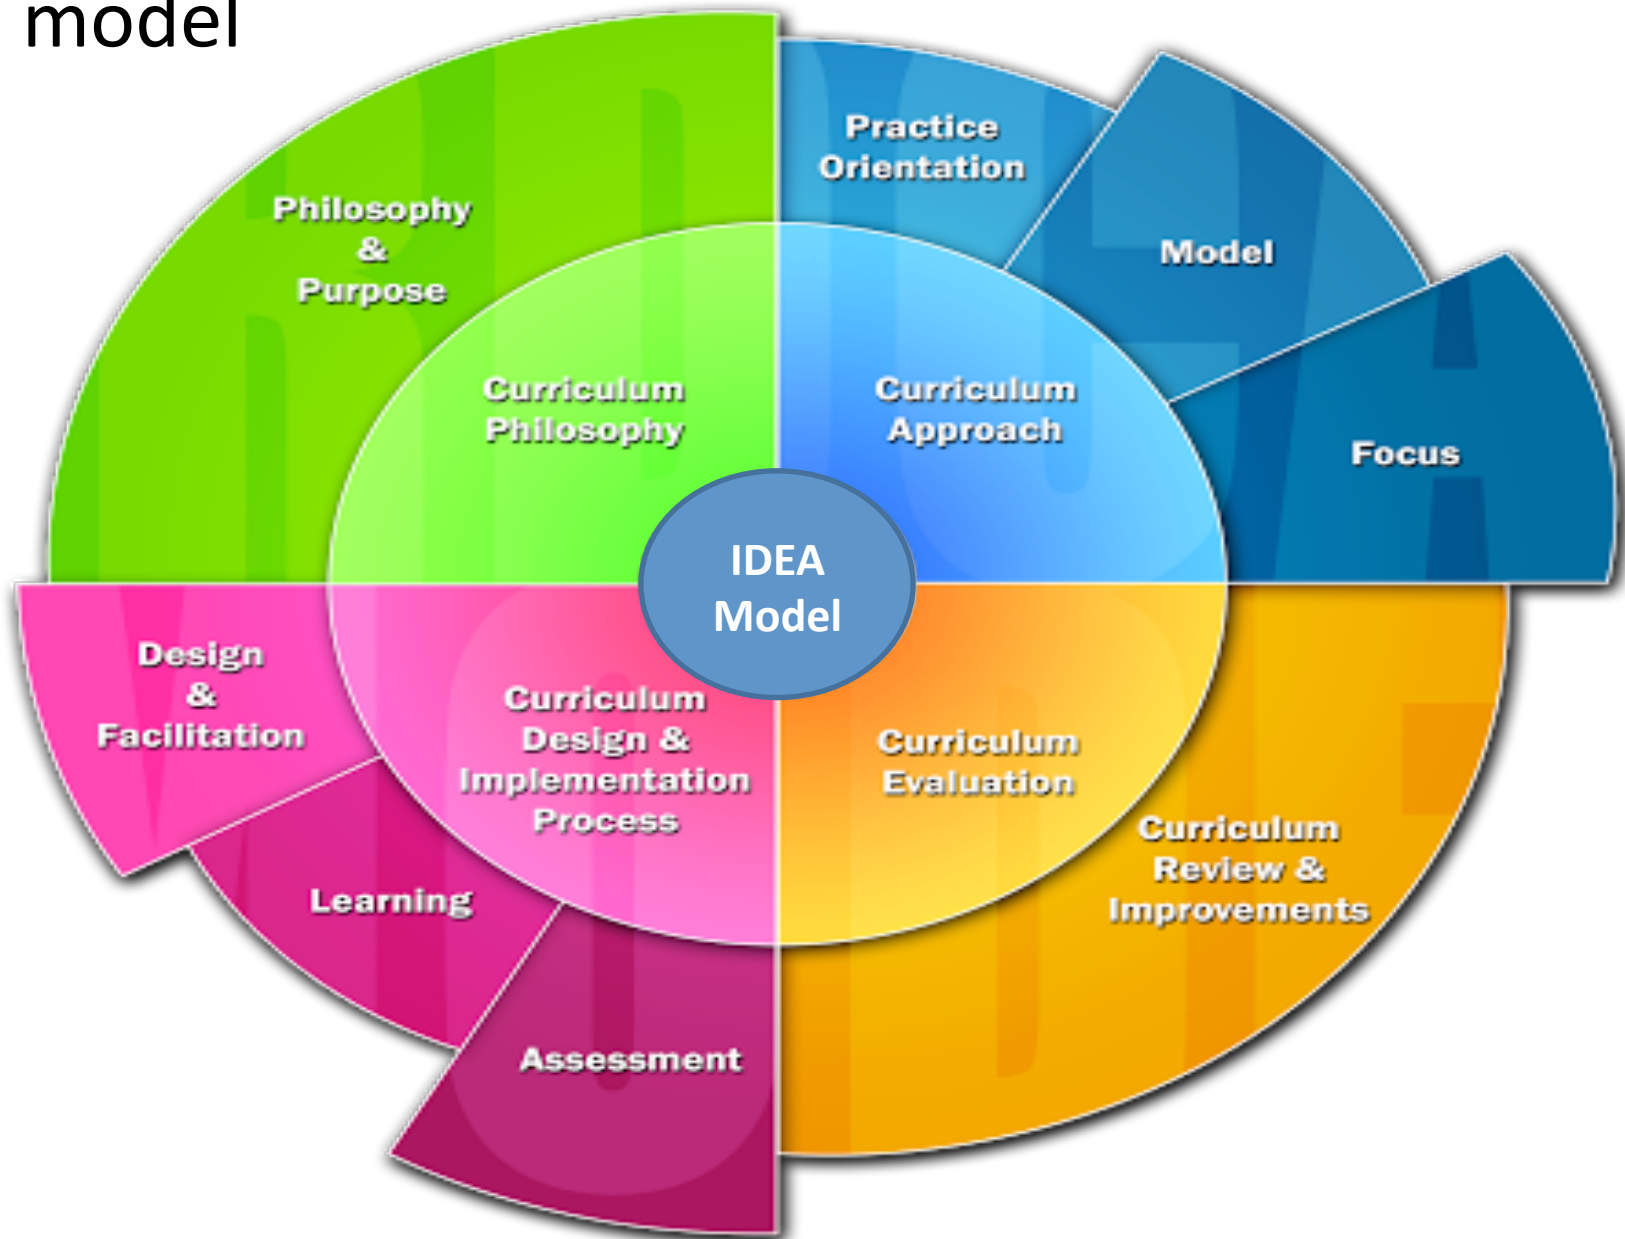 model
Philosophy
&
Purpose
Practice
Orientation
Model
Focus
Curriculum
Philosophy
Curriculum
Approach
IDEA
Model
Design
&
Facilitation
Curriculum
Design &
Implementation
Process
Curriculum
Evaluation
Learning
Assessment
Curriculum
Review &
Improvements